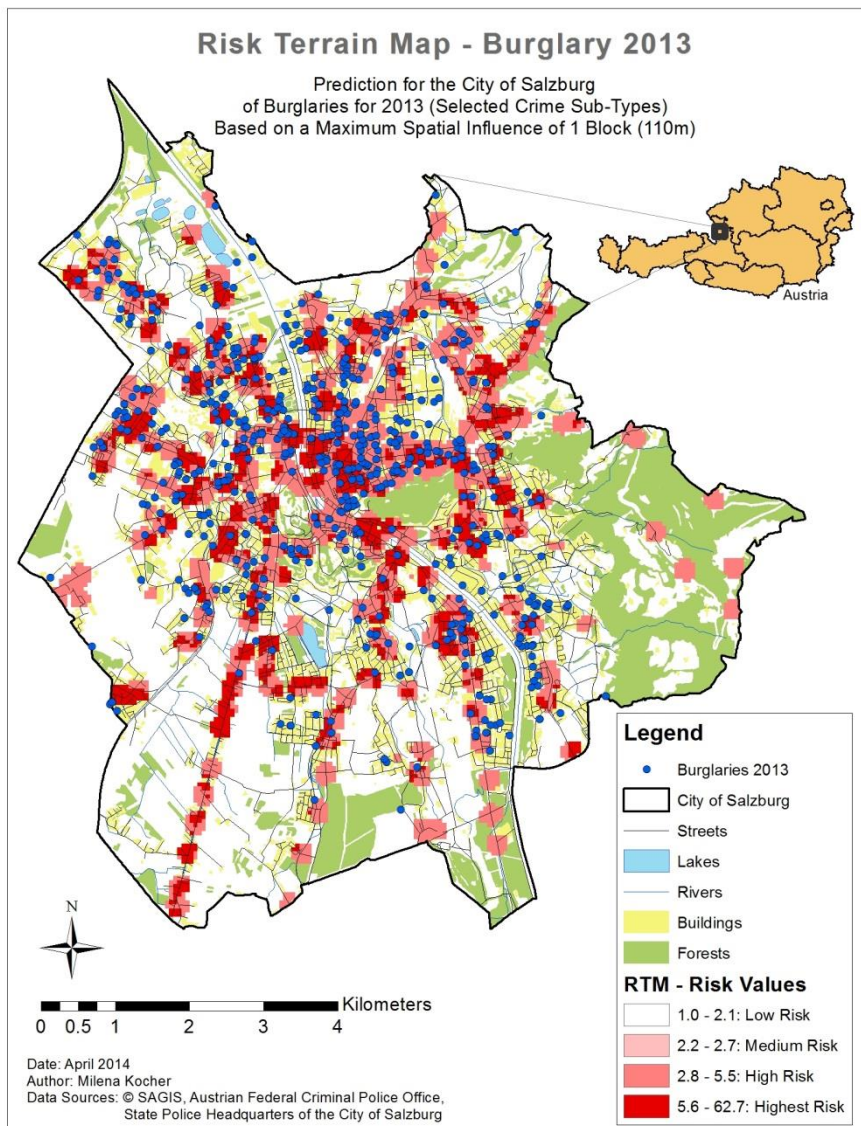 Risk Terrain Map - Burglary 2013
Prediction for the City of Salzburg
of Burglaries for 2013 (Selected Crime Sub-Types)
Based on a Maximum Spatial Influence of 1 Block (110m)
Austria
Legend
Burglaries 2013
City of Salzburg
Streets
Lakes
Rivers
Buildings
Forests
RTM - Risk Values
1.0 - 2.1: Low Risk
2.2 - 2.7: Medium Risk
2.8 - 5.5: High Risk
5.6 - 62.7: Highest Risk
N
Kilometers
0 0.5 1 2 3 4
Date: April 2014
Author: Milena Kocher
Data Sources: © SAGIS, Austrian Federal Criminal Police Office,
State Police Headquarters of the City of Salzburg